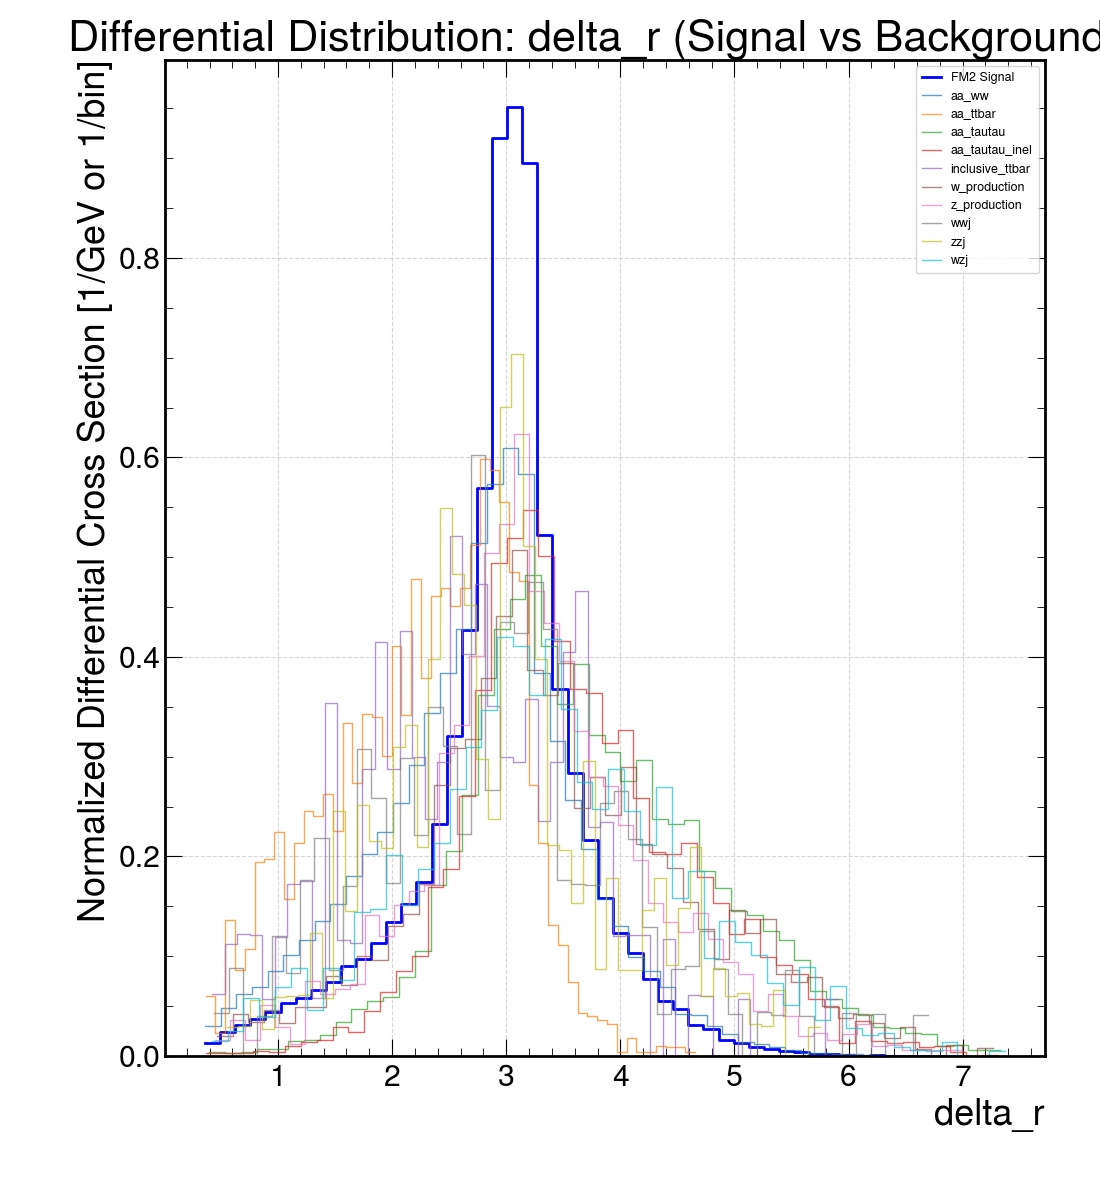 Differential Distribution: delta_r (Signal vs Background
Normalized Differential Cross Section [1/GeV or 1/bin]
FM2 Signal
aa_ww
aa_ttbar
aa_tautau
aa_tautau_inel
inclusive_ttbar
w_production
z_production
wwj
zzj
wzj
0.8
0.6
0.4
0.2
0.0
1 2 3 4 5 6 7
delta_r